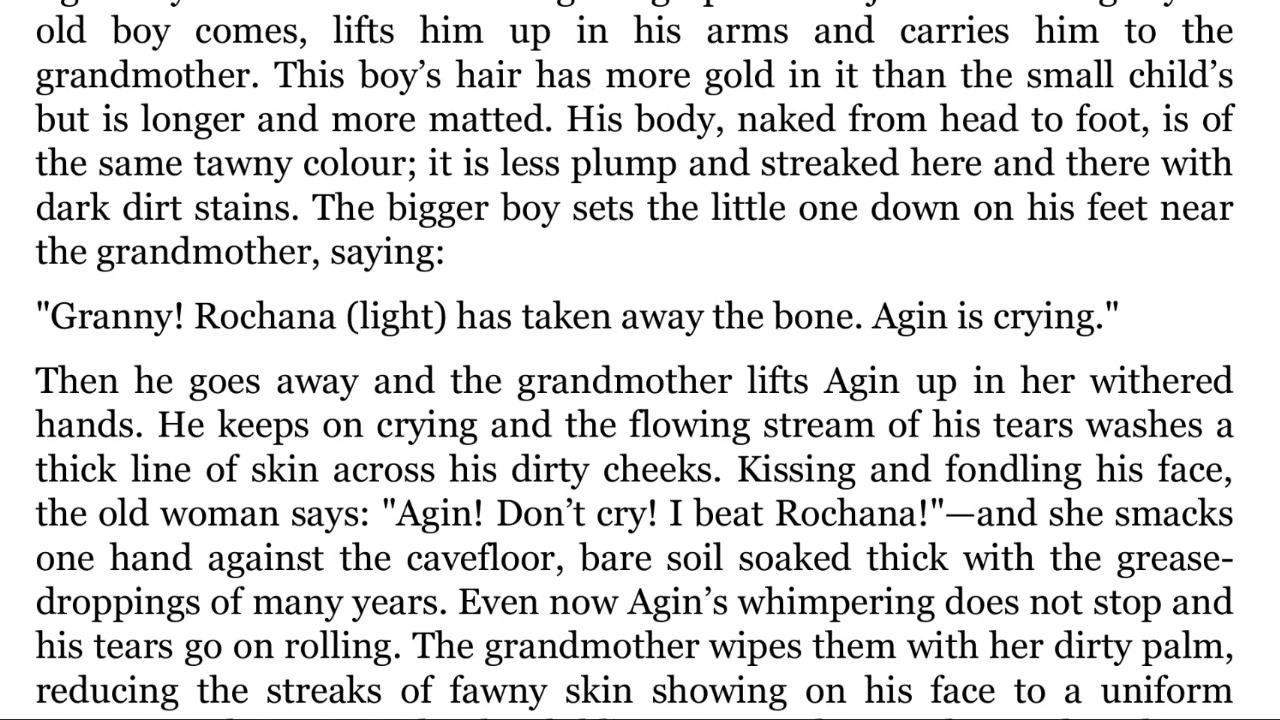 old boy comes, lifts him up in his arms and carries him to the
grandmother. This boy’s hair has more gold in it than the small child’s
but is longer and more matted. His body, naked from head to foot, is of
the same tawny colour; it is less plump and streaked here and there with
dark dirt stains. The bigger boy sets the little one down on his feet near
the grandmother, saying:
"Granny! Rochana (light) has taken away the bone. Agin is crying."
Then he goes away and the grandmother lifts Agin up in her withered
hands. He keeps on crying and the flowing stream of his tears washes a
thick line of skin across his dirty cheeks. Kissing and fondling his face,
the old woman says: "Agin! Don’t cry! I beat Rochana!"—and she smacks
one hand against the cavefloor, bare soil soaked thick with the grease-
droppings of many years. Even now Agin’s whimpering does not stop and
his tears go on rolling. The grandmother wipes them with her dirty palm,
reducing the streaks of fawny skin showing on his face to a uniform